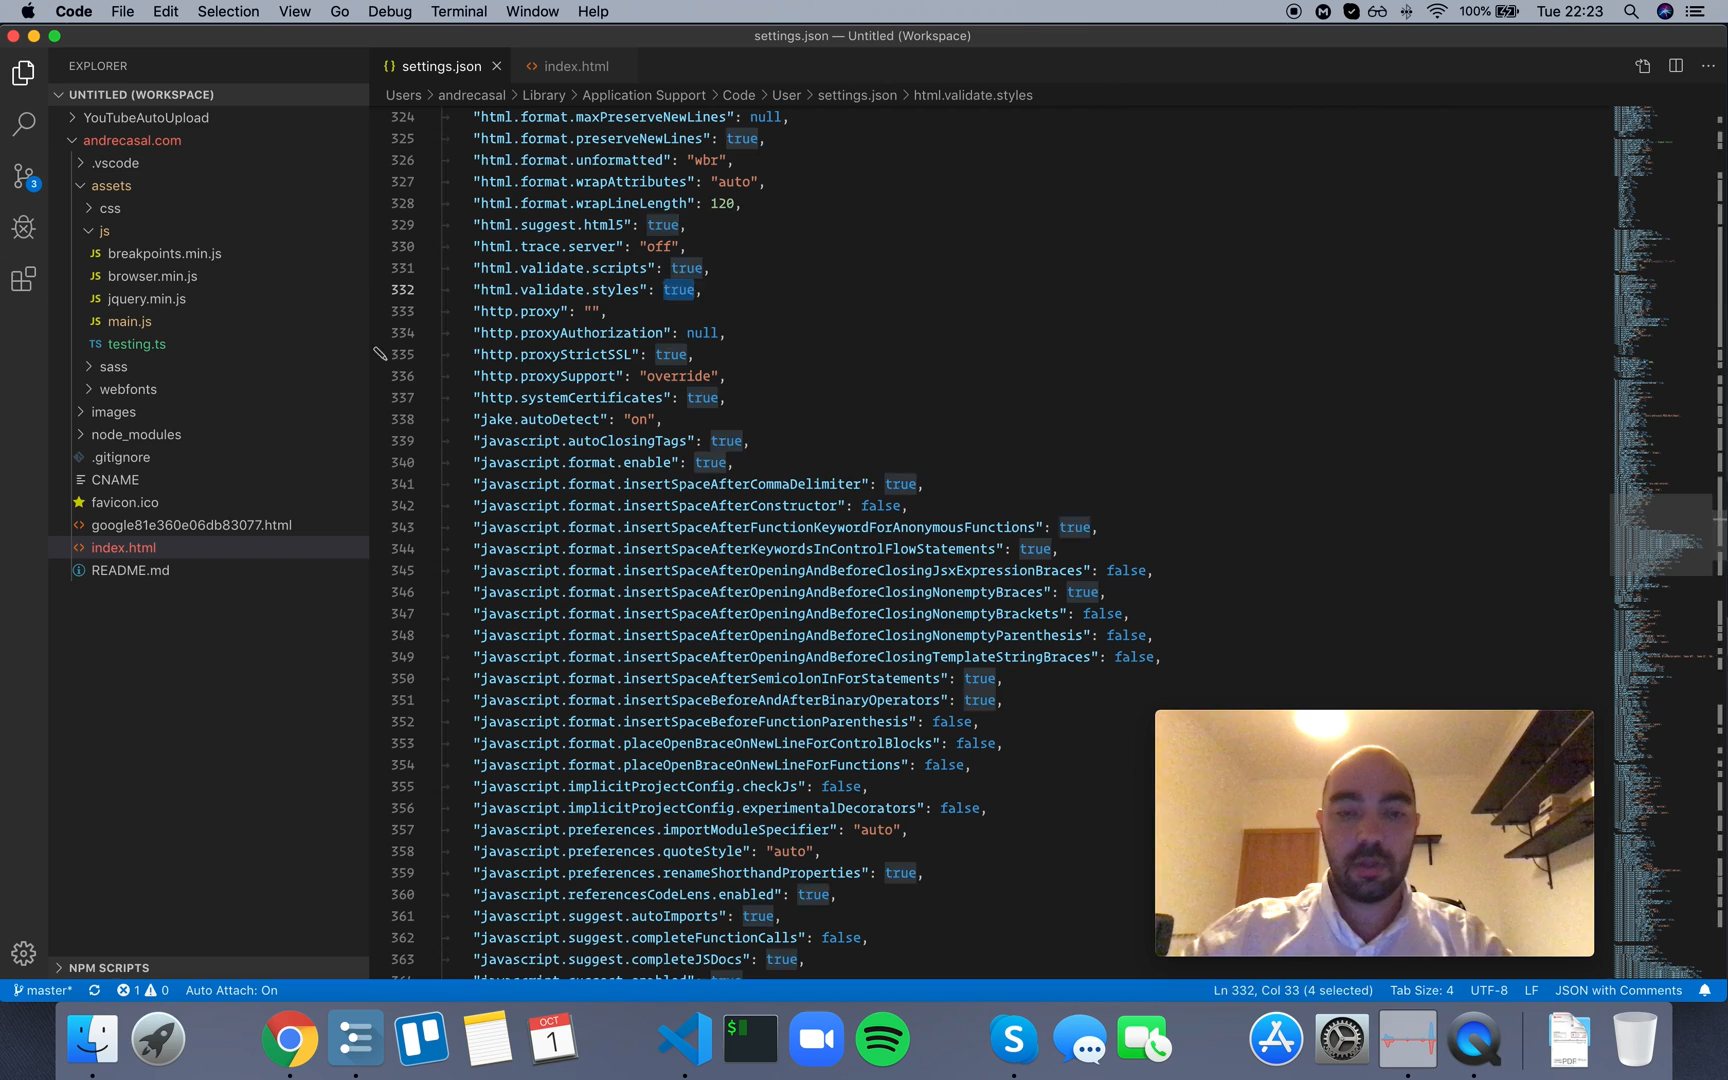 Code File Edit Selection View Go Debug Terminal Window Help
100% Tue 22:23
settings.json — Untitled (Workspace)
EXPLORER
UNTITLED (WORKSPACE)
YouTubeAutoUpload
andrecasal.com
.vscode
assets
css
js
JS breakpoints.min.js
JS browser.min.js
JS jquery.min.js
JS main.js
TS testing.ts
sass
webfonts
images
node_modules
.gitignore
CNAME
favicon.ico
google81e360e06db83077.html
index.html
README.md
NPM SCRIPTS
3
{} settings.json
<> index.html
Users > andrecasal > Library > Application Support > Code > User > settings.json > html.validate.styles
324 "html.format.maxPreserveNewLines": null,
325 "html.format.preserveNewLines": true,
326 "html.format.unformatted": "wbr",
327 "html.format.wrapAttributes": "auto",
328 "html.format.wrapLineLength": 120,
329 "html.suggest.html5": true,
330 "html.trace.server": "off",
331 "html.validate.scripts": true,
332 "html.validate.styles": true,
333 "http.proxy": "",
334 "http.proxyAuthorization": null,
335 "http.proxyStrictSSL": true,
336 "http.proxySupport": "override",
337 "http.systemCertificates": true,
338 "jake.autoDetect": "on",
339 "javascript.autoClosingTags": true,
340 "javascript.format.enable": true,
341 "javascript.format.insertSpaceAfterCommaDelimiter": true,
342 "javascript.format.insertSpaceAfterConstructor": false,
343 "javascript.format.insertSpaceAfterFunctionKeywordForAnonymousFunctions": true,
344 "javascript.format.insertSpaceAfterKeywordsInControlFlowStatements": true,
345 "javascript.format.insertSpaceAfterOpeningAndBeforeClosingJsxExpressionBraces": false,
346 "javascript.format.insertSpaceAfterOpeningAndBeforeClosingNonemptyBraces": true,
347 "javascript.format.insertSpaceAfterOpeningAndBeforeClosingNonemptyBrackets": false,
348 "javascript.format.insertSpaceAfterOpeningAndBeforeClosingNonemptyParenthesis": false,
349 "javascript.format.insertSpaceAfterOpeningAndBeforeClosingTemplateStringBraces": false,
350 "javascript.format.insertSpaceAfterSemicolonInForStatements": true,
351 "javascript.format.insertSpaceBeforeAndAfterBinaryOperators": true,
352 "javascript.format.insertSpaceBeforeFunctionParenthesis": false,
353 "javascript.format.placeOpenBraceOnNewLineForControlBlocks": false,
354 "javascript.format.placeOpenBraceOnNewLineForFunctions": false,
355 "javascript.implicitProjectConfig.checkJs": false,
356 "javascript.implicitProjectConfig.experimentalDecorators": false,
357 "javascript.preferences.importModuleSpecifier": "auto",
358 "javascript.preferences.quoteStyle": "auto",
359 "javascript.preferences.renameShorthandProperties": true,
360 "javascript.referencesCodeLens.enabled": true,
361 "javascript.suggest.autoImports": true,
362 "javascript.suggest.completeFunctionCalls": false,
363 "javascript.suggest.completeJSDocs": true,
master* 1 0 Auto Attach: On
Ln 332, Col 33 (4 selected) Tab Size: 4 UTF-8 LF JSON with Comments
OCT
1
$
S
PDF